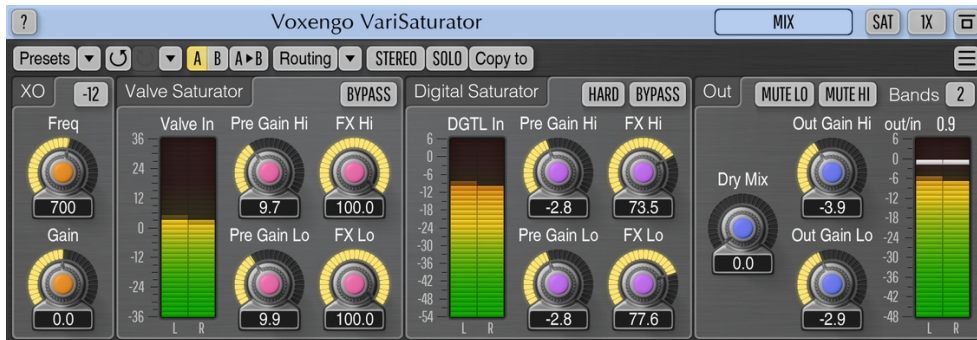 ? Voxengo VariSaturator MIX SAT 1X
Presets A B A▸B Routing STEREO SOLO Copy to
XO -12 Valve Saturator BYPASS Digital Saturator HARD BYPASS Out MUTE LO MUTE HI Bands 2
Freq Valve In Pre Gain Hi FX Hi DGTL In Pre Gain Hi FX Hi Out Gain Hi out/in 0.9
36 24 12 0 -12 -24 -36
6 0 -6 -12 -18 -24 -30 -36 -42 -48 -54
6 0 -6 -12 -18 -24 -30 -36 -42 -48
Dry Mix
700 9.7 100.0 -2.8 73.5 -3.9
Gain Pre Gain Lo FX Lo Pre Gain Lo FX Lo Out Gain Lo
0.0
0.0 9.9 100.0 -2.8 77.6 -2.9
L R L R L R